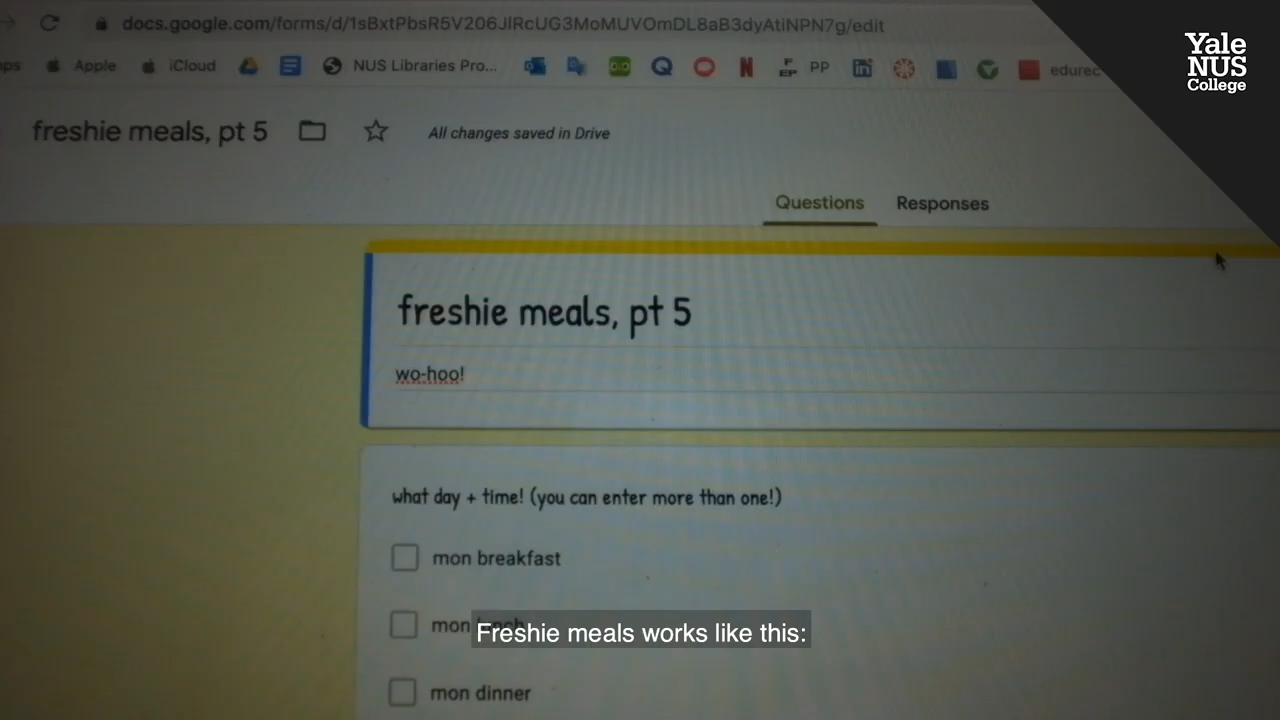 docs.google.com/forms/d/1sBxtPbsR5V206JlRcUG3MoMUVOmDL8aB3dyAtiNPN7g/edit
Yale
NUS
College
Apple
iCloud
NUS Libraries Pro...
PP
edurec
freshie meals, pt 5
All changes saved in Drive
Questions
Responses
freshie meals, pt 5
wo-hoo!
what day + time! (you can enter more than one!)
mon breakfast
mon
Freshie meals works like this:
mon dinner